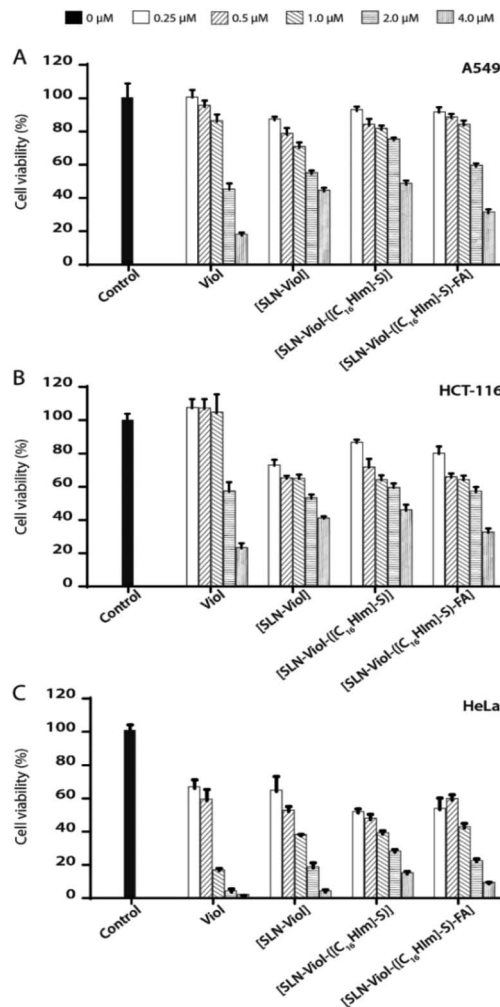 0 µM 0.25 µM 0.5 µM 1.0 µM 2.0 µM 4.0 µM
A
A549
Cell viability (%)
120
100
80
60
40
20
0
Control
Viol
[SLN-Viol]
[SLN-Viol-([C₁₆HIm]-S)]
[SLN-Viol-([C₁₆HIm]-S)-FA]
B
HCT-116
Cell viability (%)
120
100
80
60
40
20
0
Control
Viol
[SLN-Viol]
[SLN-Viol-([C₁₆HIm]-S)]
[SLN-Viol-([C₁₆HIm]-S)-FA]
C
HeLa
Cell viability (%)
120
100
80
60
40
20
0
Control
Viol
[SLN-Viol]
[SLN-Viol-([C₁₆HIm]-S)]
[SLN-Viol-([C₁₆HIm]-S)-FA]